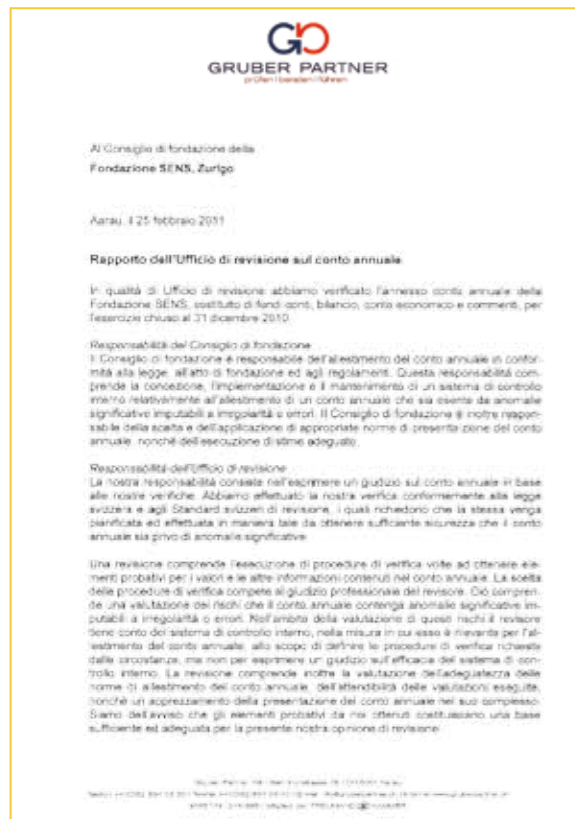 GRUBER PARTNER
prüfen | beraten | führen
Al Consiglio di fondazione della
Fondazione SENS, Zurigo
Aarau, il 25 febbraio 2011
Rapporto dell'Ufficio di revisione sul conto annuale
In qualità di Ufficio di revisione abbiamo verificato l'annesso conto annuale della
Fondazione SENS, costituito di fondi conti, bilancio, conto economico e commenti, per
l'esercizio chiuso al 31 dicembre 2010.
Responsabilità del Consiglio di fondazione
Il Consiglio di fondazione è responsabile dell'allestimento del conto annuale in confor-
mità alla legge, all'atto di fondazione ed agli regolamenti. Questa responsabilità com-
prende la concezione, l'implementazione e il mantenimento di un sistema di controllo
interno relativamente all'allestimento di un conto annuale che sia esente da anomalie
significative imputabili a irregolarità o errori. Il Consiglio di fondazione è inoltre respon-
sabile della scelta e dell'applicazione di appropriate norme di presentazione del conto
annuale, nonché dell'esecuzione di stime adeguate.
Responsabilità dell'Ufficio di revisione
La nostra responsabilità consiste nell'esprimere un giudizio sul conto annuale in base
alle nostre verifiche. Abbiamo effettuato la nostra verifica conformemente alla legge
svizzera e agli Standard svizzeri di revisione, i quali richiedono che la stessa venga
pianificata ed effettuata in maniera tale da ottenere sufficiente sicurezza che il conto
annuale sia privo di anomalie significative.
Una revisione comprende l'esecuzione di procedure di verifica volte ad ottenere ele-
menti probativi per i valori e le altre informazioni contenuti nel conto annuale. La scelta
delle procedure di verifica compete al giudizio professionale del revisore. Ciò compren-
de una valutazione dei rischi che il conto annuale contenga anomalie significative im-
putabili a irregolarità o errori. Nell'ambito della valutazione di questi rischi il revisore
tiene conto del sistema di controllo interno, nella misura in cui esso è rilevante per l'al-
lestimento del conto annuale, allo scopo di definire le procedure di verifica richieste
dalle circostanze, ma non per esprimere un giudizio sull'efficacia del sistema di con-
trollo interno. La revisione comprende inoltre la valutazione dell'adeguatezza delle
norme di allestimento del conto annuale, dell'attendibilità delle valutazioni eseguite,
nonché un apprezzamento della presentazione del conto annuale nel suo complesso.
Siamo dell'avviso che gli elementi probativi da noi ottenuti costituiscano una base
sufficiente ed adeguata per la presente nostra opinione di revisione.